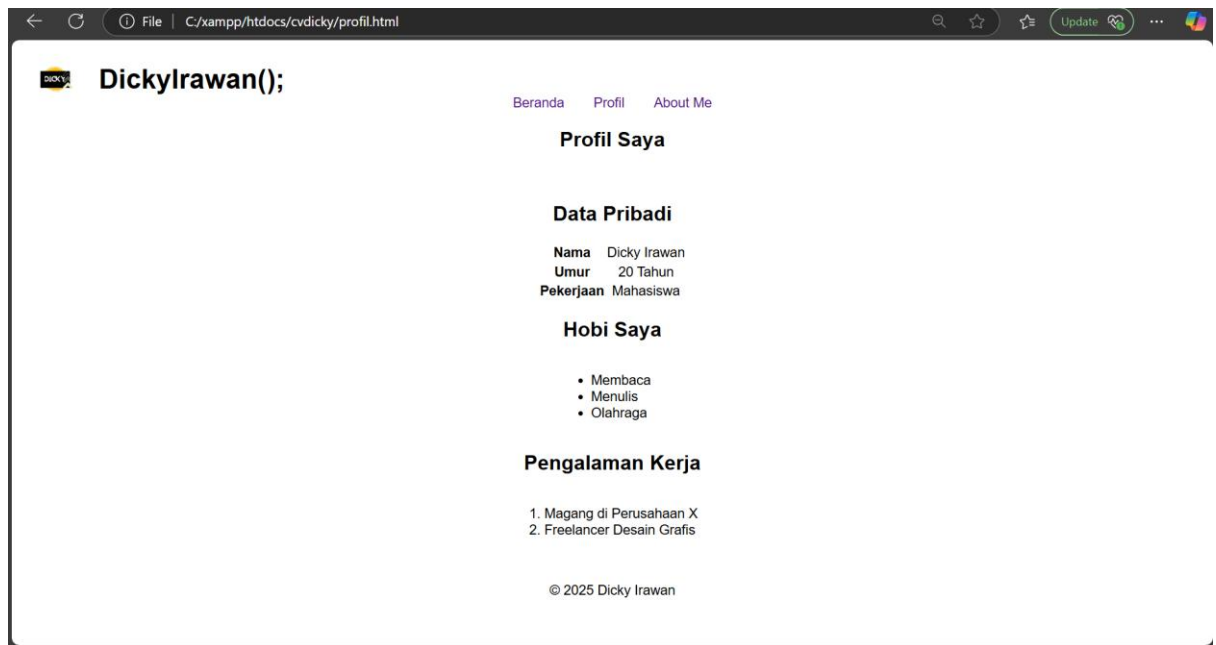 File | C:/xampp/htdocs/cvdicky/profil.html
Update
DICKY
DickyIrawan();
Beranda Profil About Me
Profil Saya
Data Pribadi
Nama Dicky Irawan
Umur 20 Tahun
Pekerjaan Mahasiswa
Hobi Saya
• Membaca
• Menulis
• Olahraga
Pengalaman Kerja
1. Magang di Perusahaan X
2. Freelancer Desain Grafis
© 2025 Dicky Irawan